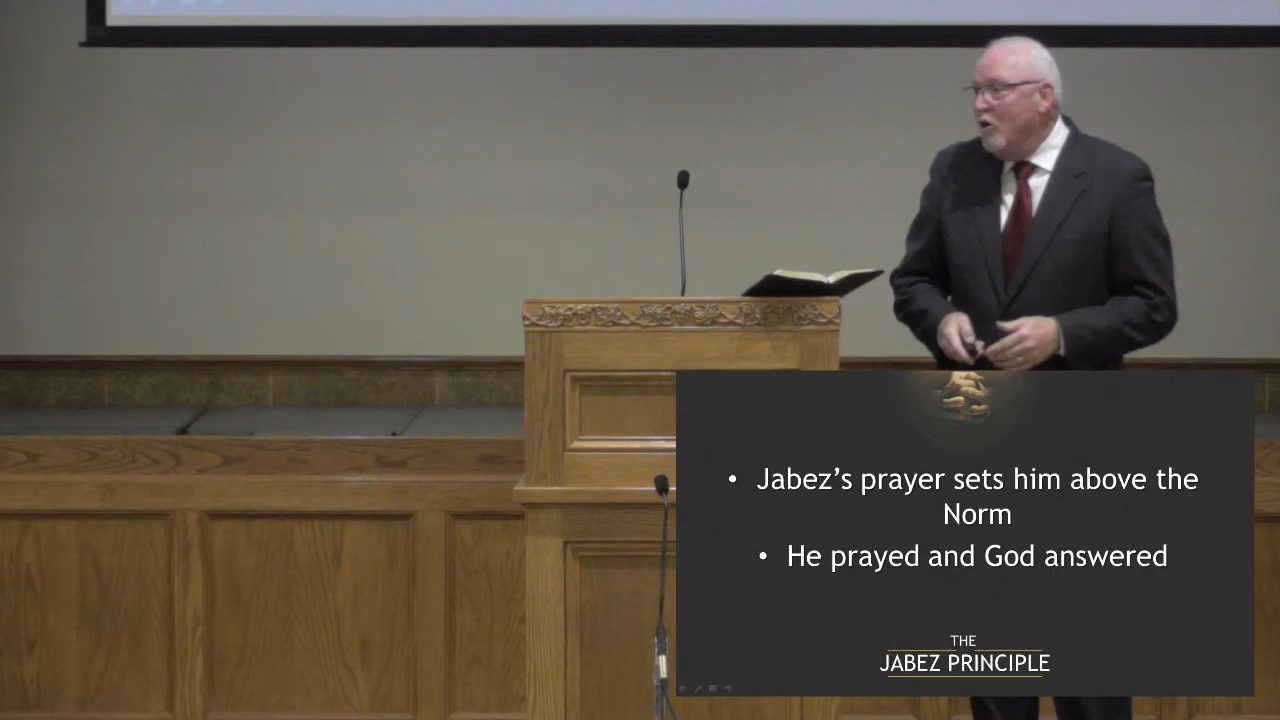 • Jabez’s prayer sets him above the
Norm
• He prayed and God answered
THE
JABEZ PRINCIPLE